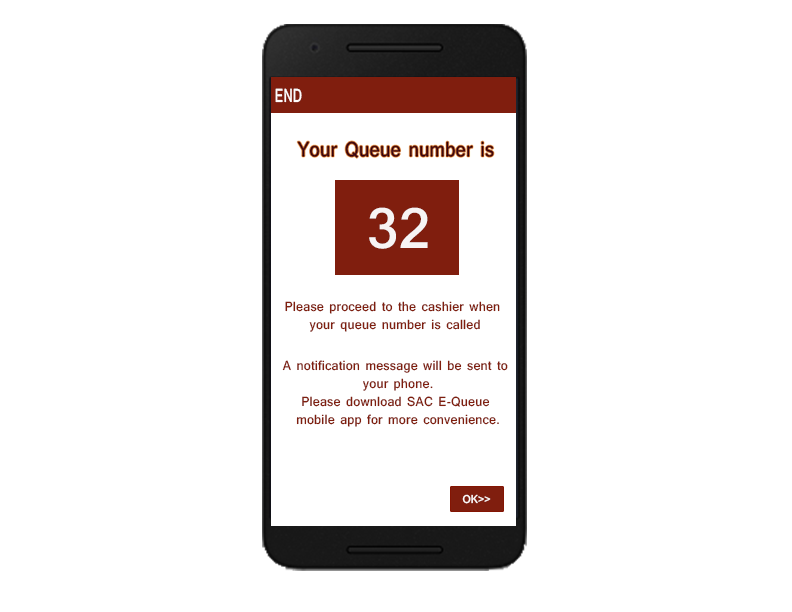 END
Your Queue number is
32
Please proceed to the cashier when
your queue number is called
A notification message will be sent to
your phone.
Please download SAC E-Queue
mobile app for more convenience.
OK>>